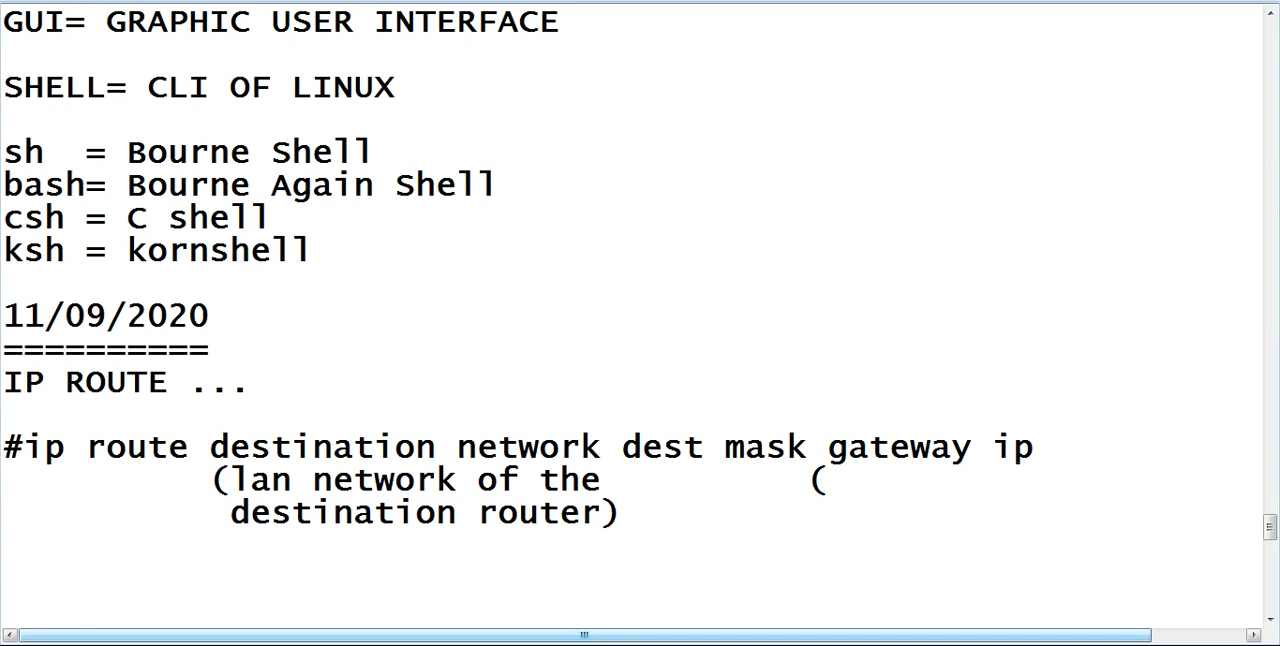 GUI= GRAPHIC USER INTERFACE
SHELL= CLI OF LINUX
sh  = Bourne Shell
bash= Bourne Again Shell
csh = C shell
ksh = kornshell
11/09/2020
==========
IP ROUTE ...
#ip route destination network dest mask gateway ip
(lan network of the          (
destination router)